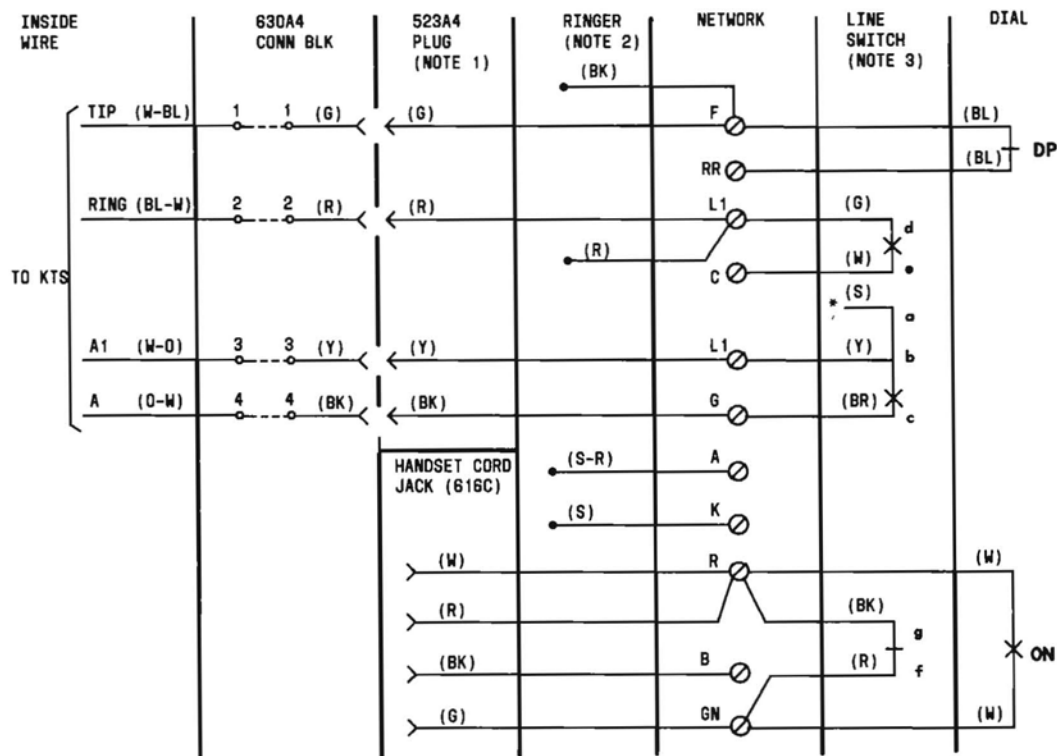 INSIDE WIRE
630A4 CONN BLK
523A4 PLUG (NOTE 1)
RINGER (NOTE 2)
NETWORK
LINE SWITCH (NOTE 3)
DIAL
(BK)
TIP (W-BL) 1 1 (G) (G) F (BL)
RR (BL) DP
RING (BL-W) 2 2 (R) (R) L1 (G) d
(R) C (W) e
TO KTS
* (S) a
A1 (W-O) 3 3 (Y) (Y) L1 (Y) b
A (O-W) 4 4 (BK) (BK) G (BR) c
HANDSET CORD
JACK (616C)
(S-R) A
(S) K
(W) R (W)
(R) (BK) g
ON
(BK) B (R) f
(G) GN (W)